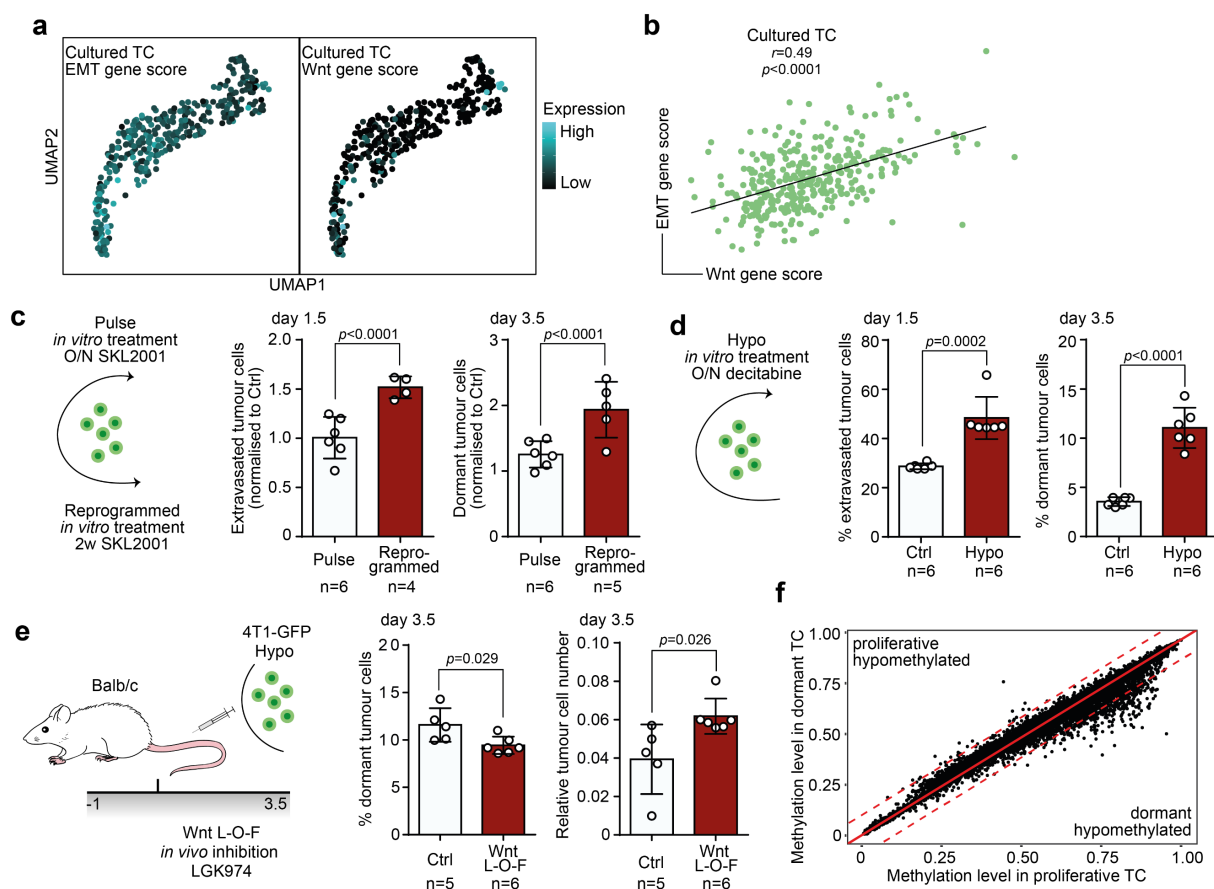 a
Cultured TC
EMT gene score
Cultured TC
Wnt gene score
Expression
High
Low
UMAP2
UMAP1
b
Cultured TC
r=0.49
p<0.0001
EMT gene score
Wnt gene score
c
Pulse
in vitro treatment
O/N SKL2001
Reprogrammed
in vitro treatment
2w SKL2001
day 1.5
p<0.0001
Extravasated tumour cells
(normalised to Ctrl)
2.0
1.5
1.0
0.5
0
Pulse
Repro-
grammed
n=6
n=4
day 3.5
p<0.0001
Dormant tumour cells
(normalised to Ctrl)
3
2
1
0
Pulse
Repro-
grammed
n=6
n=5
d
Hypo
in vitro treatment
O/N decitabine
day 1.5
p=0.0002
% extravasated tumour cells
80
60
40
20
0
Ctrl
Hypo
n=6
n=6
day 3.5
p<0.0001
% dormant tumour cells
20
15
10
5
0
Ctrl
Hypo
n=6
n=6
e
4T1-GFP
Hypo
Balb/c
-1
3.5
Wnt L-O-F
in vivo inhibition
LGK974
day 3.5
p=0.029
% dormant tumour cells
20
15
10
5
0
Ctrl
Wnt
L-O-F
n=5
n=6
day 3.5
p=0.026
Relative tumour cell number
0.10
0.08
0.06
0.04
0.02
0
Ctrl
Wnt
L-O-F
n=5
n=6
f
proliferative
hypomethylated
dormant
hypomethylated
Methylation level in dormant TC
1.00
0.75
0.50
0.25
0
0
0.25
0.50
0.75
1.00
Methylation level in proliferative TC